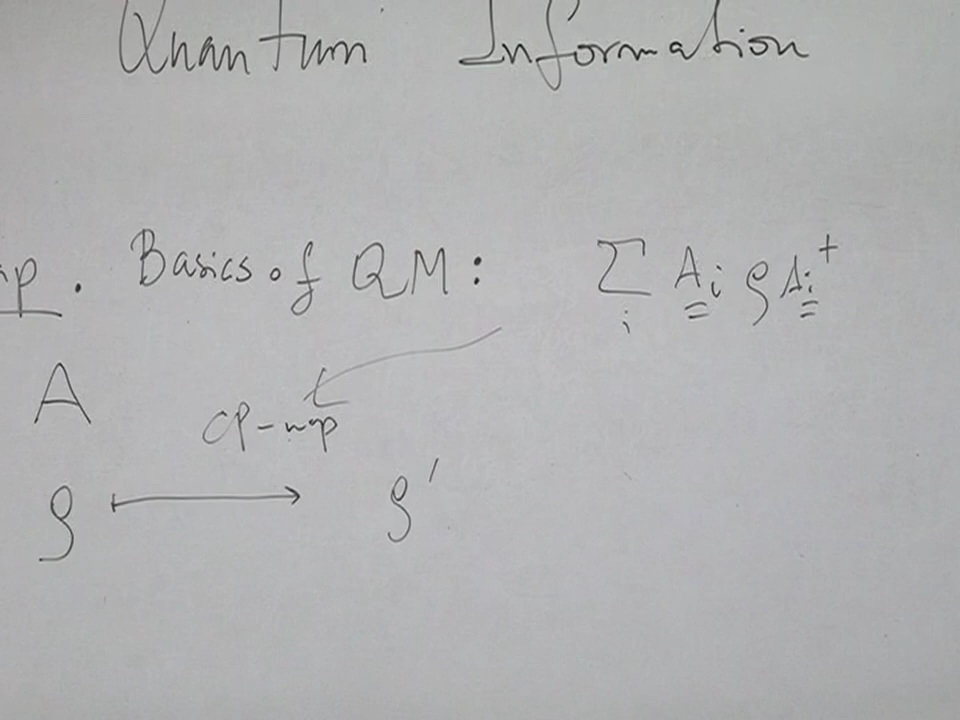 Quantum Information
Basics of QM: ∑ᵢ Aᵢ ρ Aᵢ⁺
A
CP-map
ρ ↦ ρ′